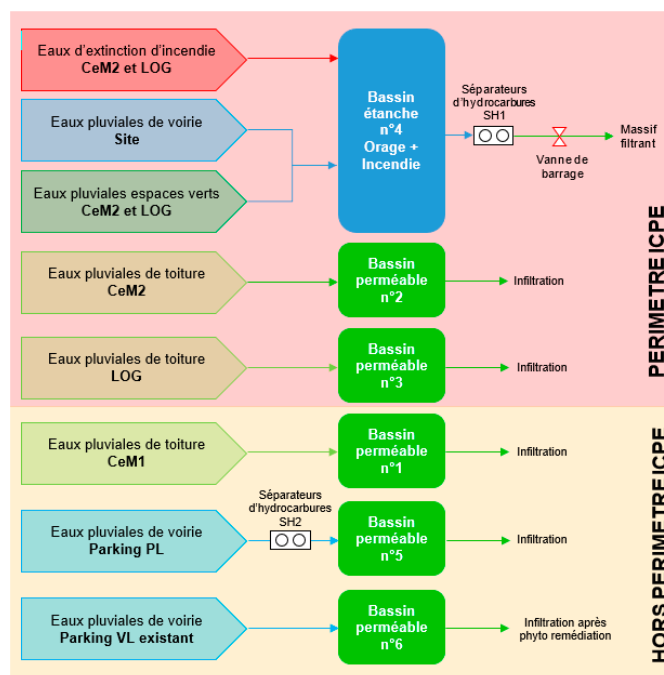 Eaux d'extinction d'incendie
CeM2 et LOG
Eaux pluviales de voirie
Site
Eaux pluviales espaces verts
CeM2 et LOG
Bassin
étanche
n°4
Orage +
Incendie
Séparateurs
d'hydrocarbures
SH1
Vanne de
barrage
Massif
filtrant
Eaux pluviales de toiture
CeM2
Bassin
perméable
n°2
Infiltration
Eaux pluviales de toiture
LOG
Bassin
perméable
n°3
Infiltration
PERIMETRE ICPE
Eaux pluviales de toiture
CeM1
Bassin
perméable
n°1
Infiltration
Eaux pluviales de voirie
Parking PL
Séparateurs
d'hydrocarbures
SH2
Bassin
perméable
n°5
Infiltration
Eaux pluviales de voirie
Parking VL existant
Bassin
perméable
n°6
Infiltration après
phyto remédiation
HORS PERIMETRE ICPE